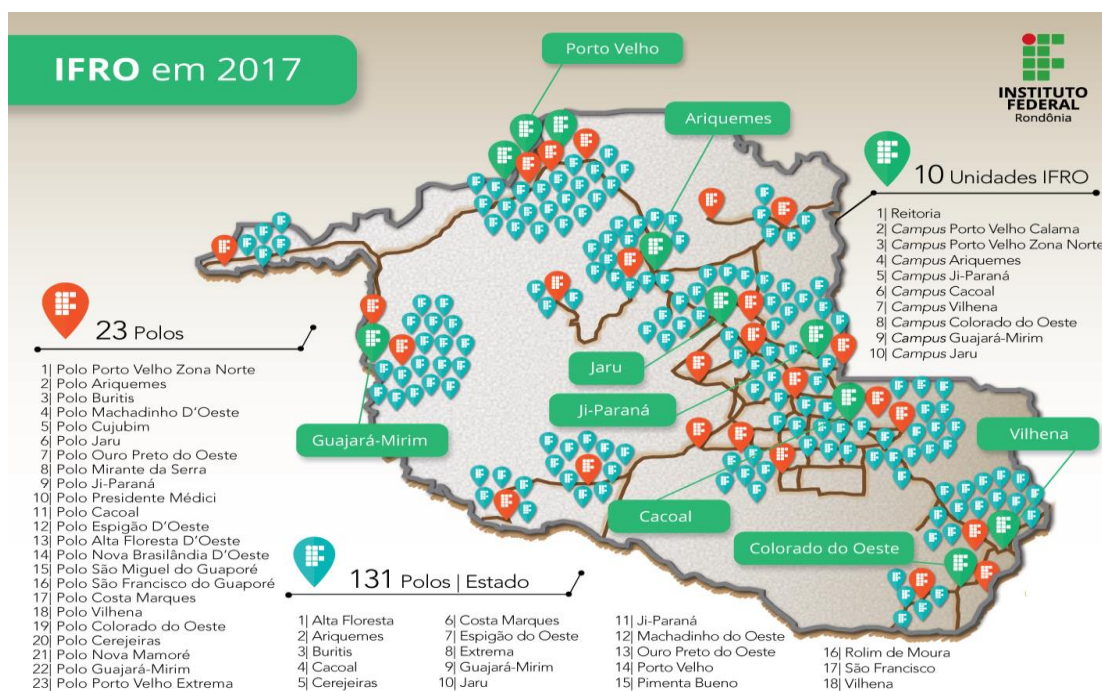 IFRO em 2017
Porto Velho
Ariquemes
INSTITUTO
FEDERAL
Rondônia
10 Unidades IFRO
1| Reitoria
2| Campus Porto Velho Calama
3| Campus Porto Velho Zona Norte
4| Campus Ariquemes
5| Campus Ji-Paraná
6| Campus Cacoal
7| Campus Vilhena
8| Campus Colorado do Oeste
9| Campus Guajará-Mirim
10| Campus Jaru
Jaru
Ji-Paraná
Guajará-Mirim
Vilhena
Cacoal
Colorado do Oeste
23 Polos
1| Polo Porto Velho Zona Norte
2| Polo Ariquemes
3| Polo Buritis
4| Polo Machadinho D'Oeste
5| Polo Cujubim
6| Polo Jaru
7| Polo Ouro Preto do Oeste
8| Polo Mirante da Serra
9| Polo Ji-Paraná
10| Polo Presidente Médici
11| Polo Cacoal
12| Polo Espigão D'Oeste
13| Polo Alta Floresta D'Oeste
14| Polo Nova Brasilândia D'Oeste
15| Polo São Miguel do Guaporé
16| Polo São Francisco do Guaporé
17| Polo Costa Marques
18| Polo Vilhena
19| Polo Colorado do Oeste
20| Polo Cerejeiras
21| Polo Nova Mamoré
22| Polo Guajará-Mirim
23| Polo Porto Velho Extrema
131 Polos | Estado
1| Alta Floresta
2| Ariquemes
3| Buritis
4| Cacoal
5| Cerejeiras
6| Costa Marques
7| Espigão do Oeste
8| Extrema
9| Guajará-Mirim
10| Jaru
11| Ji-Paraná
12| Machadinho do Oeste
13| Ouro Preto do Oeste
14| Porto Velho
15| Pimenta Bueno
16| Rolim de Moura
17| São Francisco
18| Vilhena